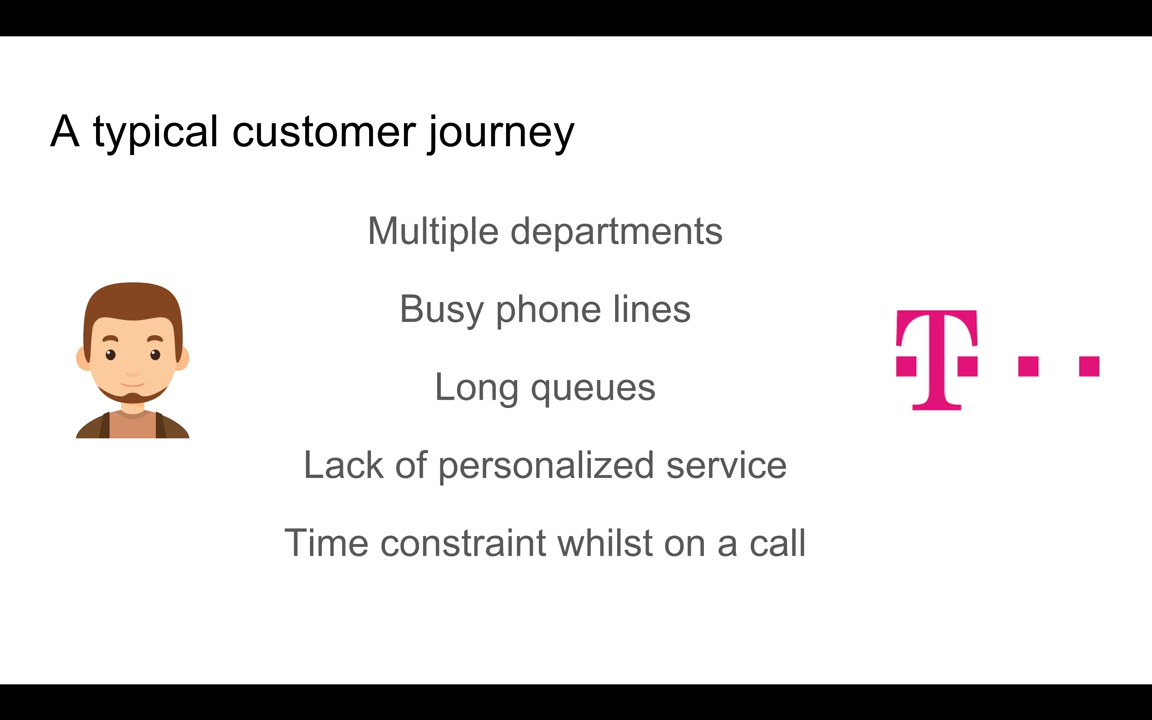 A typical customer journey
Multiple departments
Busy phone lines
Long queues
Lack of personalized service
Time constraint whilst on a call
T